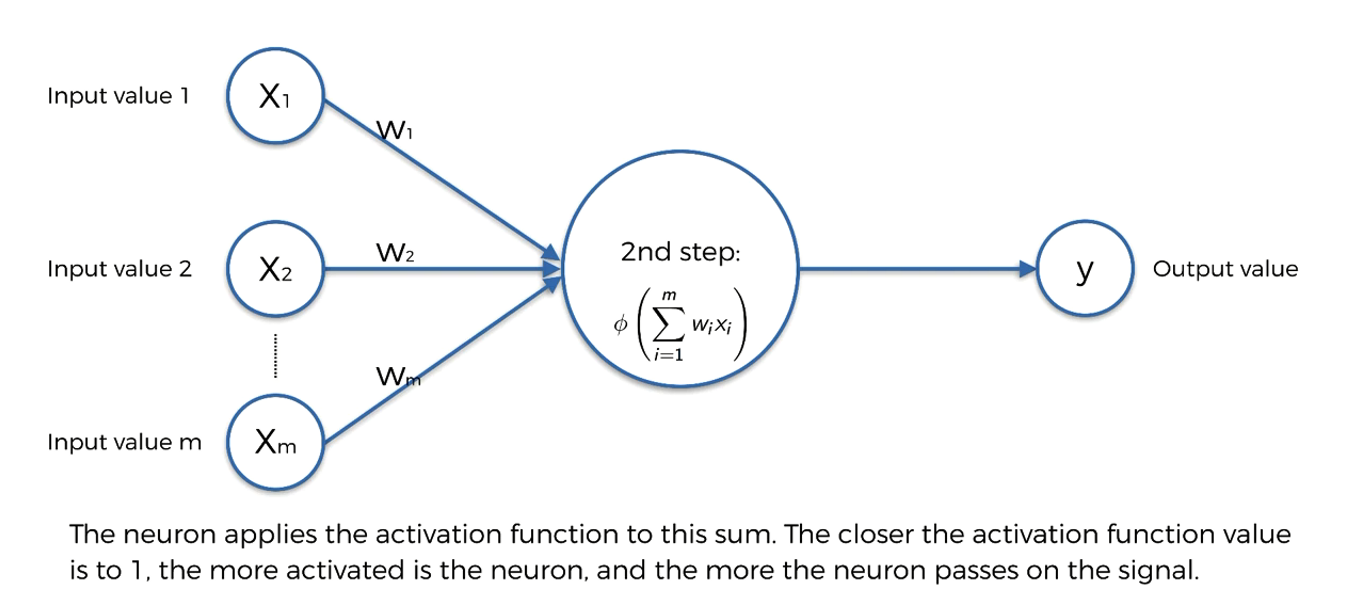 Input value 1
X₁
W₁
Input value 2
X₂
W₂
2nd step:
ϕ(∑ᵢ₌₁ᵐ wᵢxᵢ)
y
Output value
Wₘ
Input value m
Xₘ
The neuron applies the activation function to this sum. The closer the activation function value
is to 1, the more activated is the neuron, and the more the neuron passes on the signal.